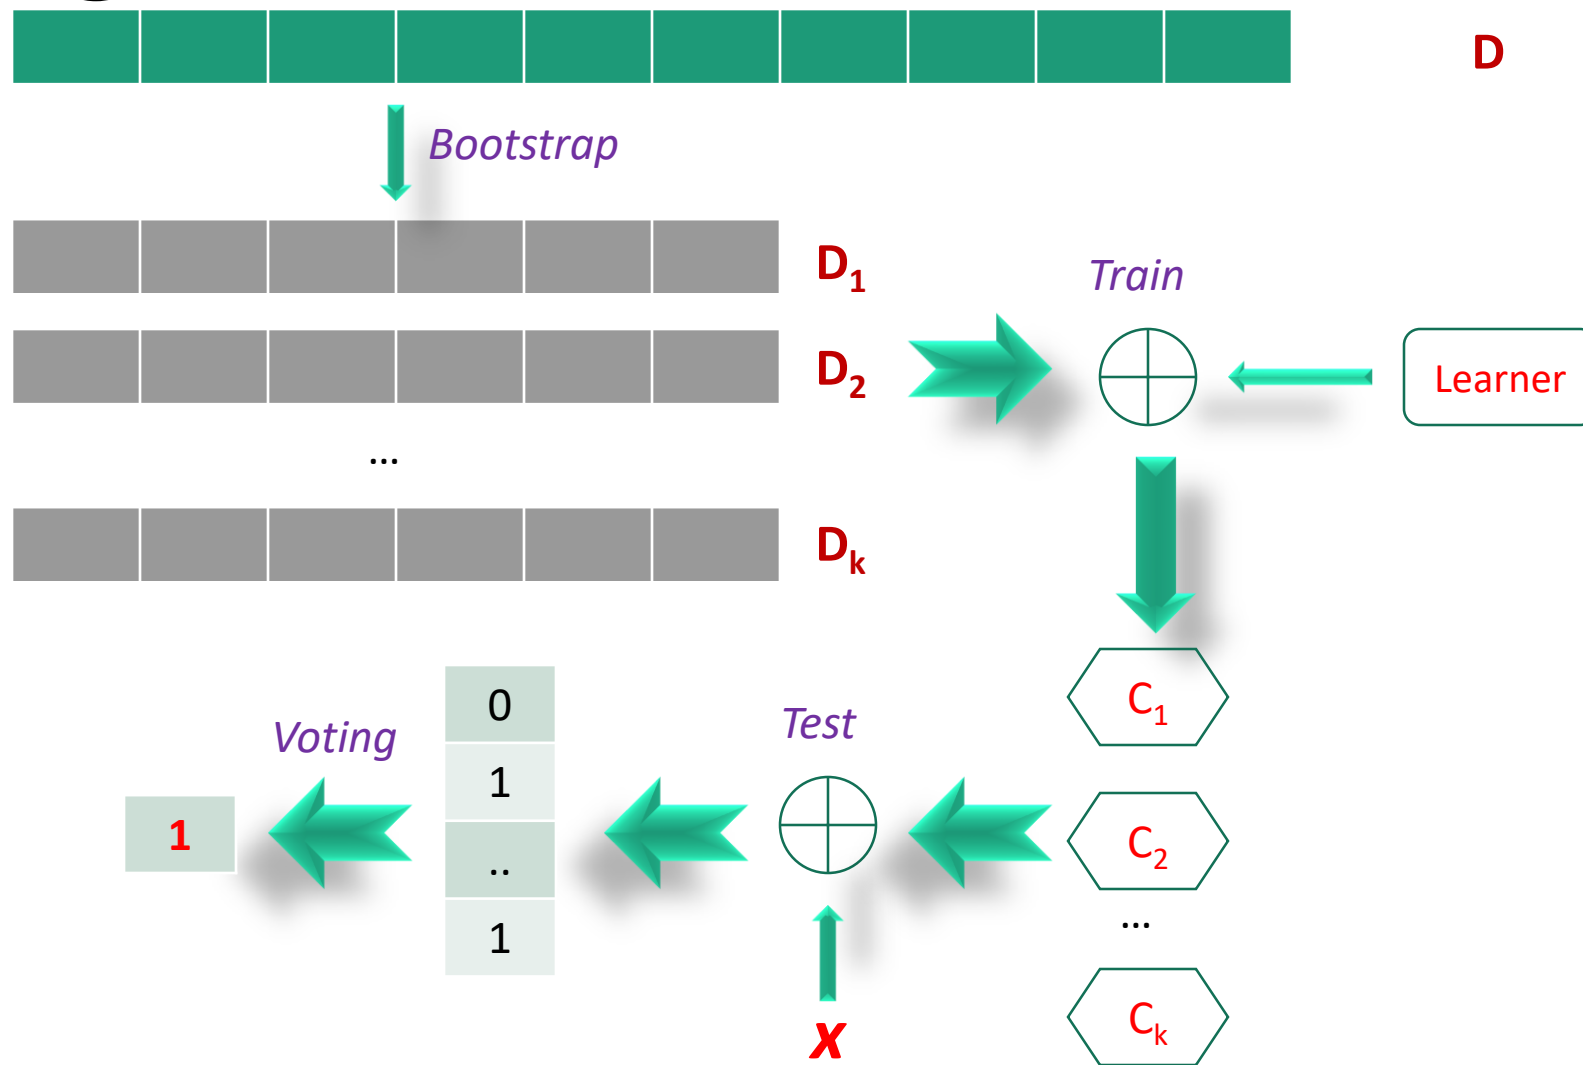 D
Bootstrap
D1
Train
D2
Learner
...
Dk
C1
0
Voting
Test
1
1
C2
..
...
1
Ck
x